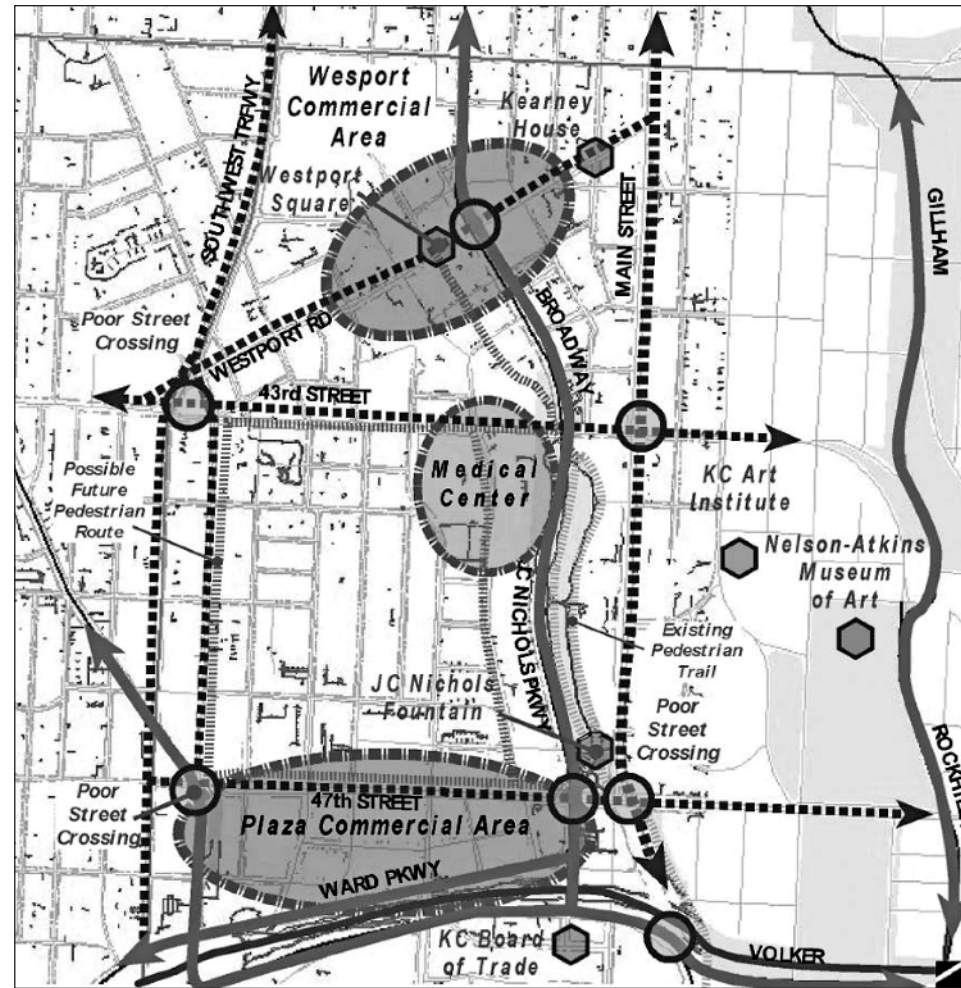 Wesport
Commercial
Area
Kearney
House
Westport
Square
SOUTHWEST TRFWY
MAIN STREET
GILLHAM
BROADWAY
Poor Street
Crossing
WESTPORT RD
43rd STREET
Possible
Future
Pedestrian
Route
Medical
Center
KC Art
Institute
Nelson-Atkins
Museum
of Art
JC NICHOLS PKWY
Existing
Pedestrian
Trail
JC Nichols
Fountain
Poor
Street
Crossing
Poor
Street
Crossing
47th STREET
Plaza Commercial Area
WARD PKWY
KC Board
of Trade
VOLKER